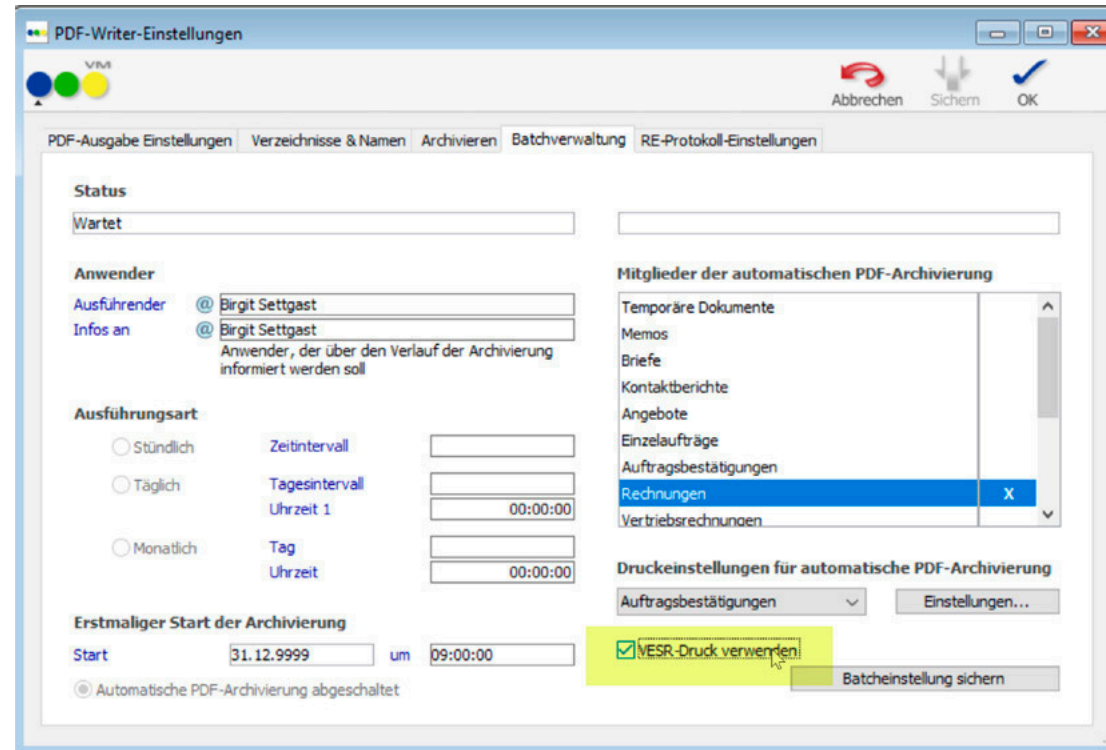 PDF-Writer-Einstellungen
VM
Abbrechen Sichern OK
PDF-Ausgabe Einstellungen Verzeichnisse & Namen Archivieren Batchverwaltung RE-Protokoll-Einstellungen
Status
Wartet
Anwender
Ausführender @ Birgit Settgast
Infos an @ Birgit Settgast
Anwender, der über den Verlauf der Archivierung
informiert werden soll
Ausführungsart
Stündlich Zeitintervall
Täglich Tagesintervall
Uhrzeit 1 00:00:00
Monatlich Tag
Uhrzeit 00:00:00
Erstmaliger Start der Archivierung
Start 31.12.9999 um 09:00:00
Automatische PDF-Archivierung abgeschaltet
Mitglieder der automatischen PDF-Archivierung
Temporäre Dokumente
Memos
Briefe
Kontaktberichte
Angebote
Einzelaufträge
Auftragsbestätigungen
Rechnungen X
Vertriebsrechnungen
Druckeinstellungen für automatische PDF-Archivierung
Auftragsbestätigungen Einstellungen...
VESR-Druck verwenden
Batcheinstellung sichern